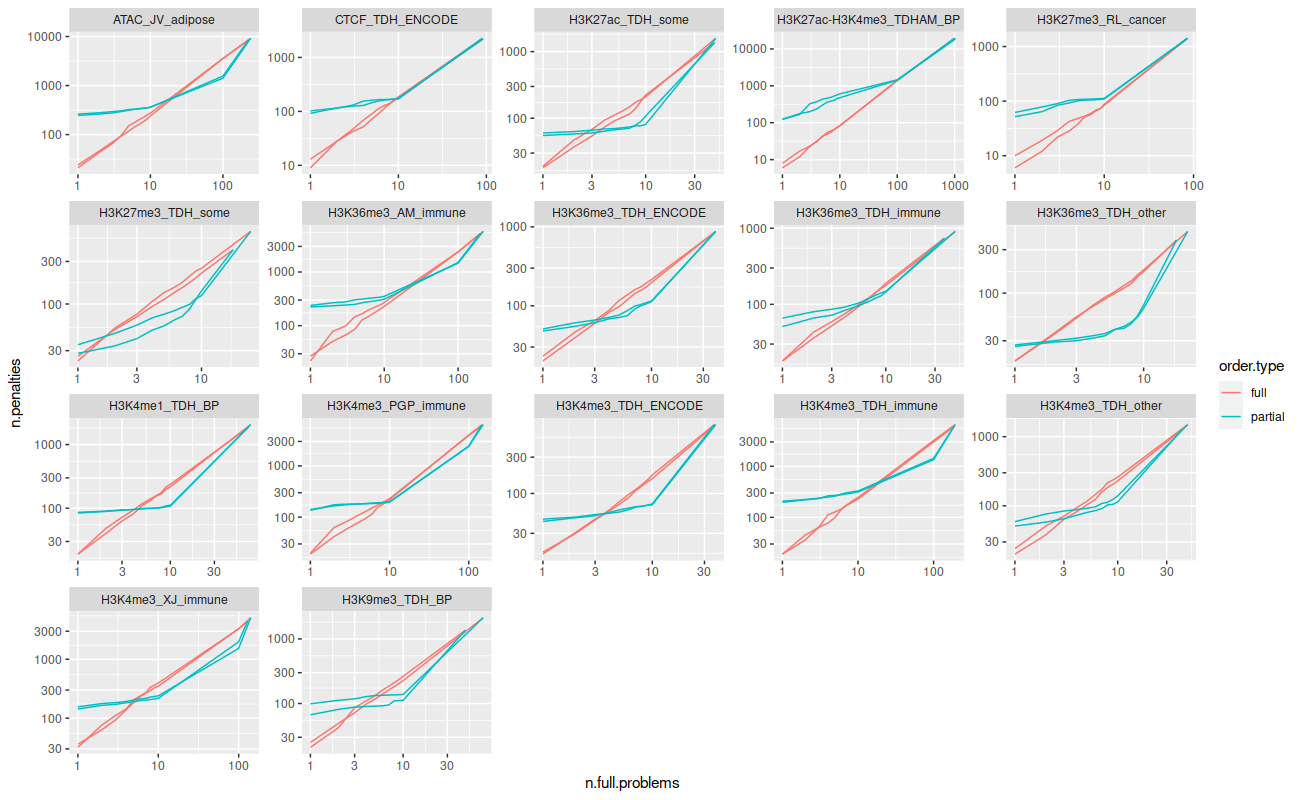 ATAC_JV_adipose
CTCF_TDH_ENCODE
H3K27ac_TDH_some
H3K27ac-H3K4me3_TDHAM_BP
H3K27me3_RL_cancer
10000
1000
100
1 10 100
1000
100
10
1 10 100
1000
300
100
30
1 3 10 30
10000
1000
100
10
1 10 100 1000
1000
100
10
1 10 100
H3K27me3_TDH_some
H3K36me3_AM_immune
H3K36me3_TDH_ENCODE
H3K36me3_TDH_immune
H3K36me3_TDH_other
300
100
30
1 3 10
3000
1000
300
100
30
1 10 100
1000
300
100
30
1 3 10 30
1000
300
100
30
1 3 10 30
300
100
30
1 3 10
H3K4me1_TDH_BP
H3K4me3_PGP_immune
H3K4me3_TDH_ENCODE
H3K4me3_TDH_immune
H3K4me3_TDH_other
1000
300
100
30
1 3 10 30
3000
1000
300
100
30
1 10 100
300
100
30
1 3 10 30
3000
1000
300
100
30
1 10 100
1000
300
100
30
1 3 10 30
H3K4me3_XJ_immune
H3K9me3_TDH_BP
3000
1000
300
100
30
1 10 100
1000
300
100
30
1 3 10 30
n.penalties
n.full.problems
order.type
full
partial